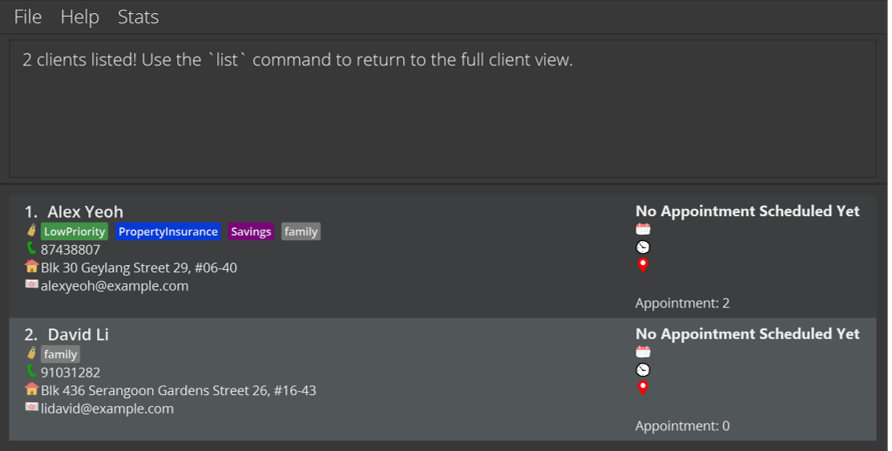 File Help Stats
2 clients listed! Use the `list` command to return to the full client view.
1. Alex Yeoh
LowPriority PropertyInsurance Savings family
87438807
Blk 30 Geylang Street 29, #06-40
alexyeoh@example.com
No Appointment Scheduled Yet
Appointment: 2
2. David Li
family
91031282
Blk 436 Serangoon Gardens Street 26, #16-43
lidavid@example.com
No Appointment Scheduled Yet
Appointment: 0